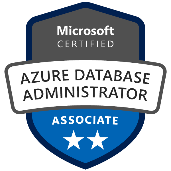 Microsoft
CERTIFIED
AZURE DATABASE
ADMINISTRATOR
ASSOCIATE